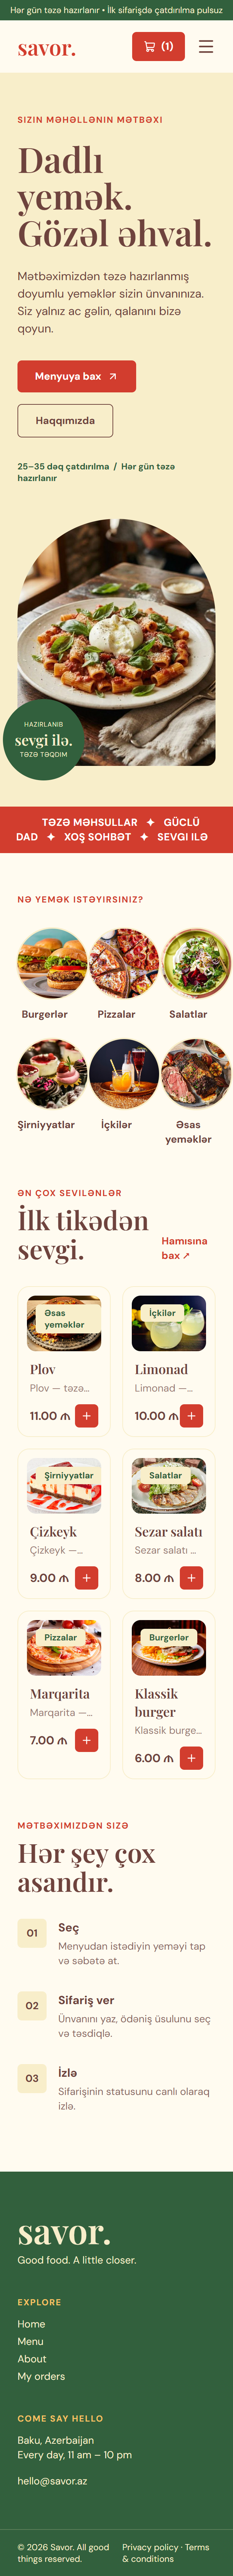 Hər gün təzə hazırlanır • İlk sifarişdə çatdırılma pulsuz
savor.
(1)
SIZIN MƏHƏLLƏNIN MƏTBƏXI
Dadlı
yemək.
Gözəl əhval.
Mətbəximizdən təzə hazırlanmış
doyumlu yeməklər sizin ünvanınıza.
Siz yalnız ac gəlin, qalanını bizə
qoyun.
Menyuya bax ↗
Haqqımızda
25–35 dəq çatdırılma / Hər gün təzə
hazırlanır
HAZIRLANIB
sevgi ilə.
TƏZƏ TƏQDIM
TƏZƏ MƏHSULLAR ✦ GÜCLÜ
DAD ✦ XOŞ SOHBƏT ✦ SEVGI ILƏ
NƏ YEMƏK ISTƏYIRSINIZ?
Burgerlər
Pizzalar
Salatlar
Şirniyyatlar
İçkilər
Əsas
yeməklər
ƏN ÇOX SEVILƏNLƏR
İlk tikədən
sevgi.
Hamısına
bax ↗
Əsas
yeməklər
Plov
Plov — təzə...
11.00 ₼ +
İçkilər
Limonad
Limonad —...
10.00 ₼ +
Şirniyyatlar
Çizkeyk
Çizkeyk —...
9.00 ₼ +
Salatlar
Sezar salatı
Sezar salatı ...
8.00 ₼ +
Pizzalar
Marqarita
Marqarita —...
7.00 ₼ +
Burgerlər
Klassik
burger
Klassik burge...
6.00 ₼ +
MƏTBƏXIMIZDƏN SIZƏ
Hər şey çox
asandır.
01
Seç
Menyudan istədiyin yeməyi tap
və səbətə at.
02
Sifariş ver
Ünvanını yaz, ödəniş üsulunu seç
və təsdiqlə.
03
İzlə
Sifarişinin statusunu canlı olaraq
izlə.
savor.
Good food. A little closer.
EXPLORE
Home
Menu
About
My orders
COME SAY HELLO
Baku, Azerbaijan
Every day, 11 am – 10 pm
hello@savor.az
© 2026 Savor. All good
things reserved.
Privacy policy · Terms
& conditions